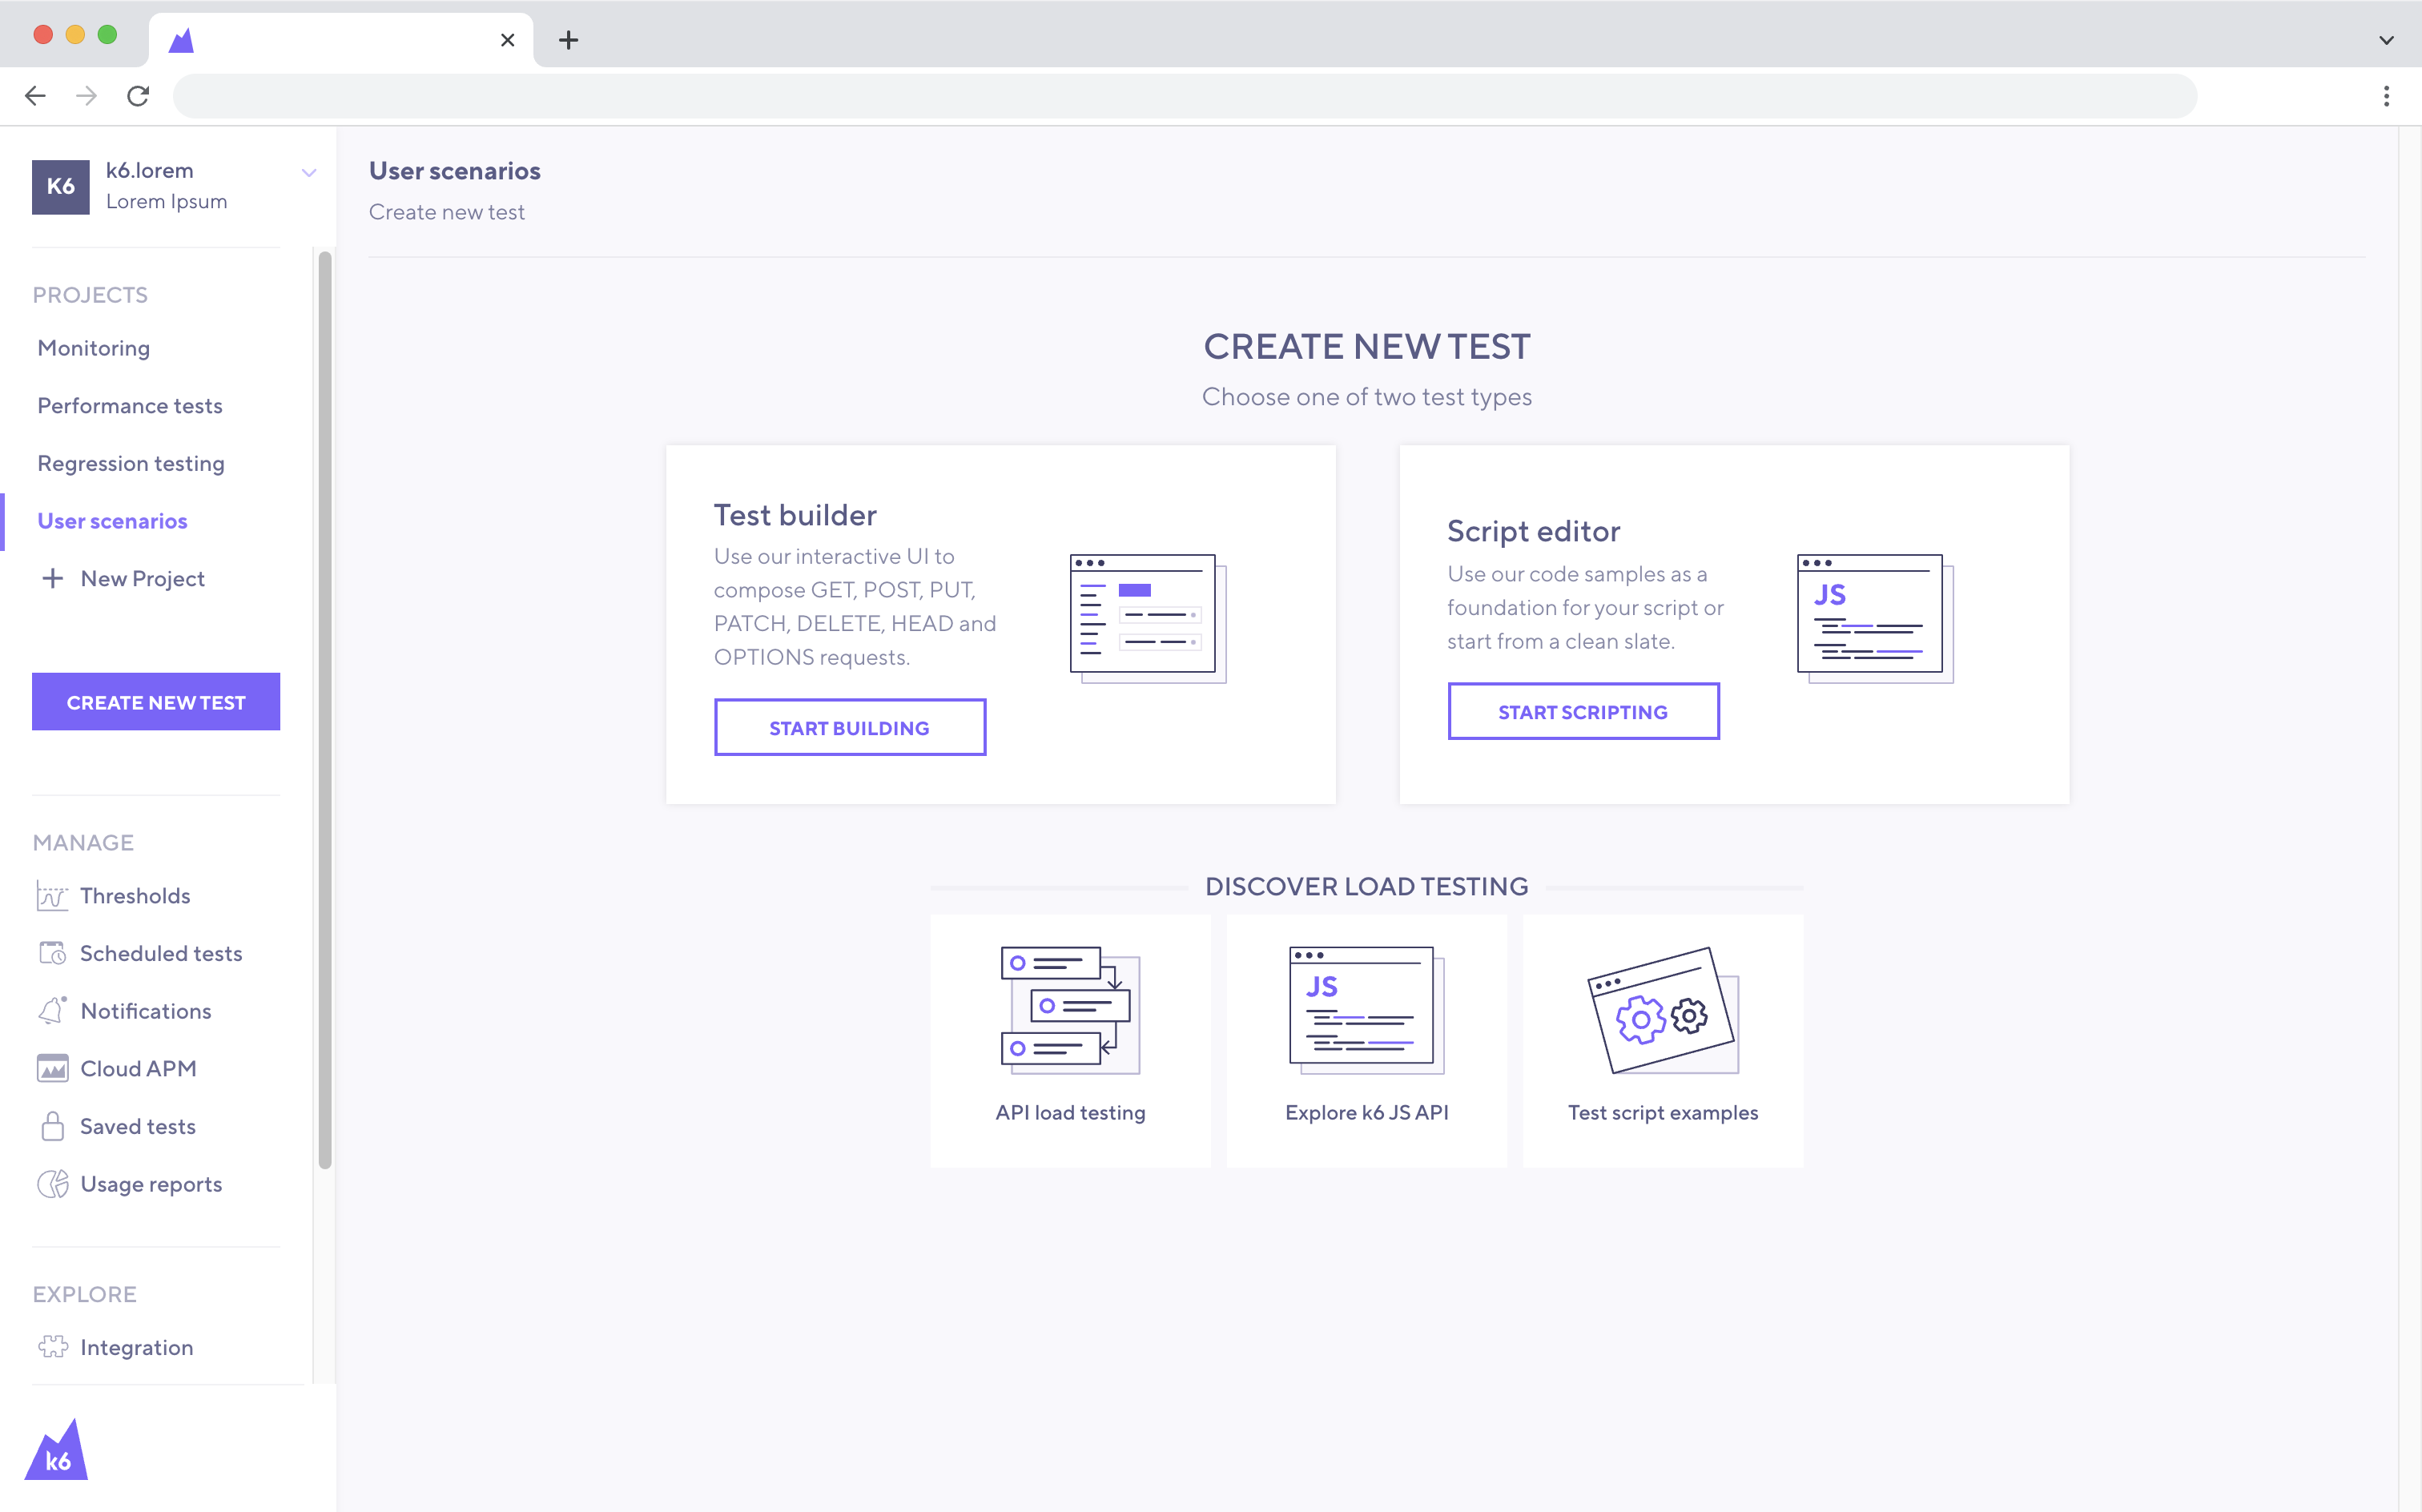 K6
k6.lorem
Lorem Ipsum
User scenarios
Create new test
PROJECTS
Monitoring
Performance tests
Regression testing
User scenarios
New Project
CREATE NEW TEST
MANAGE
Thresholds
Scheduled tests
Notifications
Cloud APM
Saved tests
Usage reports
EXPLORE
Integration
k6
CREATE NEW TEST
Choose one of two test types
Test builder
Use our interactive UI to
compose GET, POST, PUT,
PATCH, DELETE, HEAD and
OPTIONS requests.
START BUILDING
Script editor
Use our code samples as a
foundation for your script or
start from a clean slate.
START SCRIPTING
JS
DISCOVER LOAD TESTING
API load testing
JS
Explore k6 JS API
Test script examples